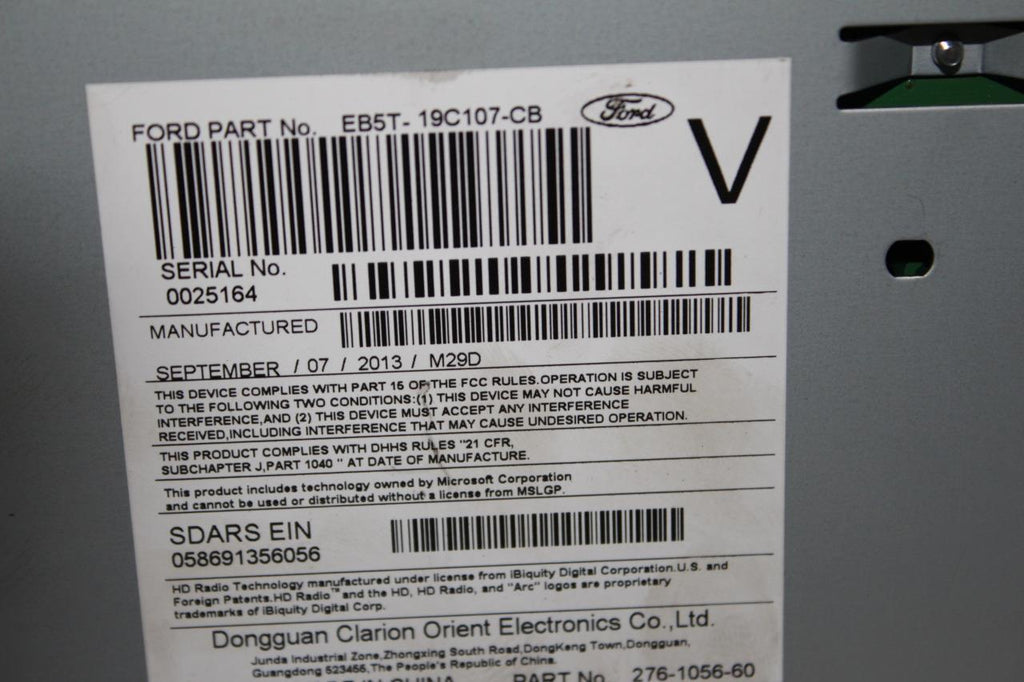 FORD PART No. EB5T- 19C107-CB Ford
V
SERIAL No.
0025164
MANUFACTURED
SEPTEMBER / 07 / 2013 / M29D
THIS DEVICE COMPLIES WITH PART 15 OF THE FCC RULES.OPERATION IS SUBJECT
TO THE FOLLOWING TWO CONDITIONS:(1) THIS DEVICE MAY NOT CAUSE HARMFUL
INTERFERENCE,AND (2) THIS DEVICE MUST ACCEPT ANY INTERFERENCE
RECEIVED,INCLUDING INTERFERENCE THAT MAY CAUSE UNDESIRED OPERATION.
THIS PRODUCT COMPLIES WITH DHHS RULES "21 CFR,
SUBCHAPTER J,PART 1040 " AT DATE OF MANUFACTURE.
This product includes technology owned by Microsoft Corporation
and cannot be used or distributed without a license from MSLGP.
SDARS EIN
058691356056
HD Radio Technology manufactured under license from iBiquity Digital Corporation.U.S. and
Foreign Patents.HD Radio™ and the HD, HD Radio, and "Arc" logos are proprietary
trademarks of iBiquity Digital Corp.
Dongguan Clarion Orient Electronics Co.,Ltd.
Junda Industrial Zone,Zhongxing South Road,DongKeng Town,Dongguan,
Guangdong 523455,The People's Republic of China.
IN CHINA PART No. 276-1056-60